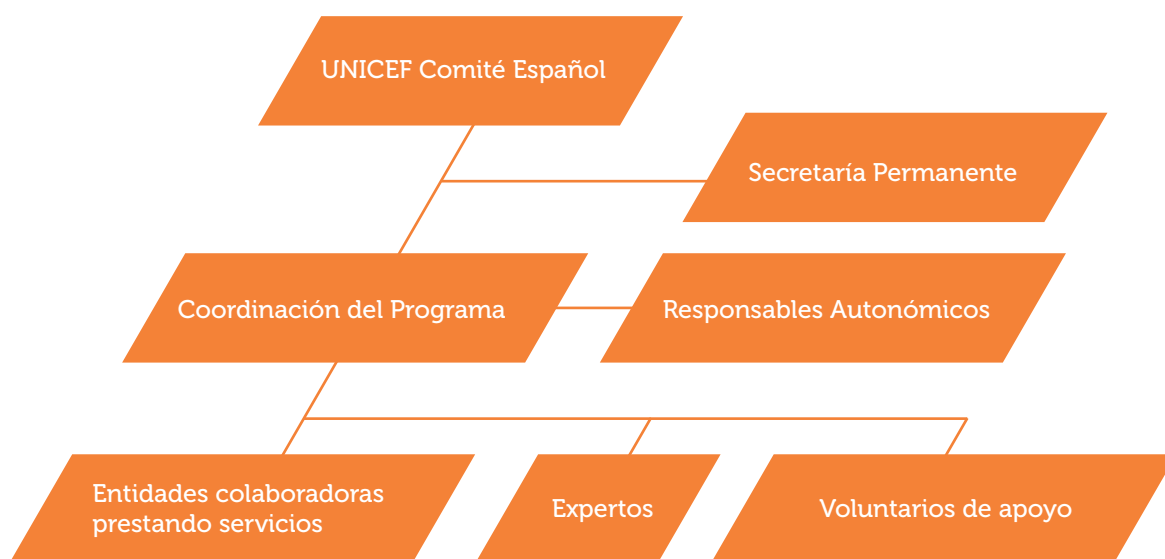 UNICEF Comité Español
Secretaría Permanente
Coordinación del Programa
Responsables Autonómicos
Entidades colaboradoras
prestando servicios
Expertos
Voluntarios de apoyo